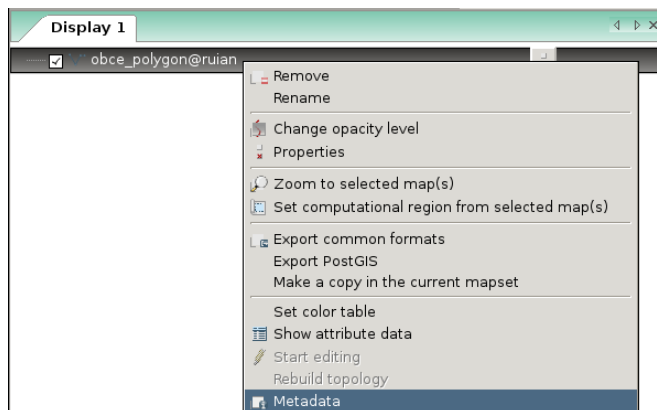 Display 1
obce_polygon@ruian
Remove
Rename
Change opacity level
Properties
Zoom to selected map(s)
Set computational region from selected map(s)
Export common formats
Export PostGIS
Make a copy in the current mapset
Set color table
Show attribute data
Start editing
Rebuild topology
Metadata